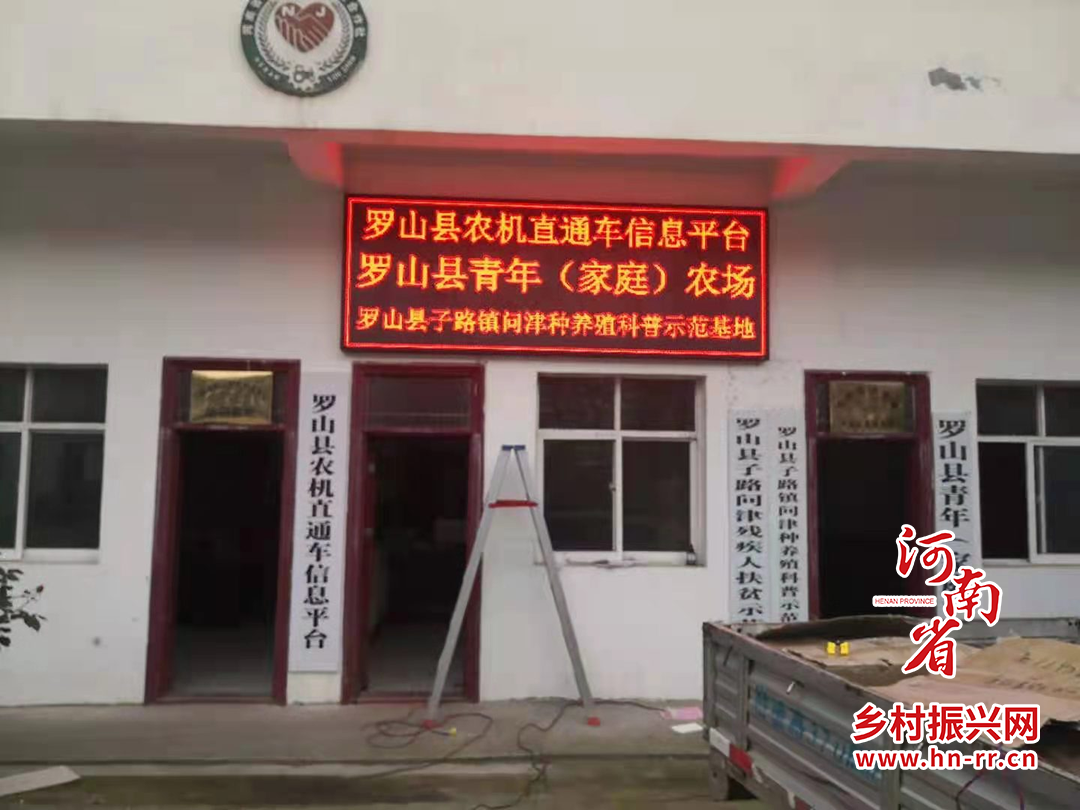 NJ
罗山县农机直通车信息平台
罗山县青年（家庭）农场
罗山县子路镇问津种养殖科普示范基地
罗山县农机直通车信息平台
罗山县子路问津残疾人扶贫示
罗山县子路镇问津种养殖科普示范
罗山县青年（家
河南省
HENAN PROVINCE
乡村振兴网
www.hn-rr.cn